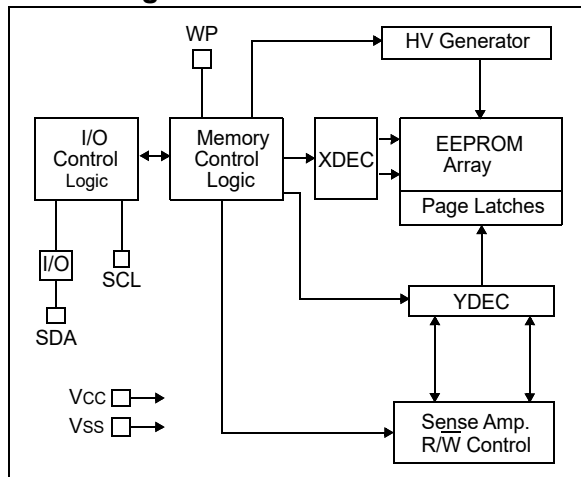 WP
HV Generator
I/O
Control
Logic
Memory
Control
Logic
XDEC
EEPROM
Array
Page Latches
I/O
SCL
SDA
YDEC
VCC
VSS
Sense Amp.
R/W̅ Control